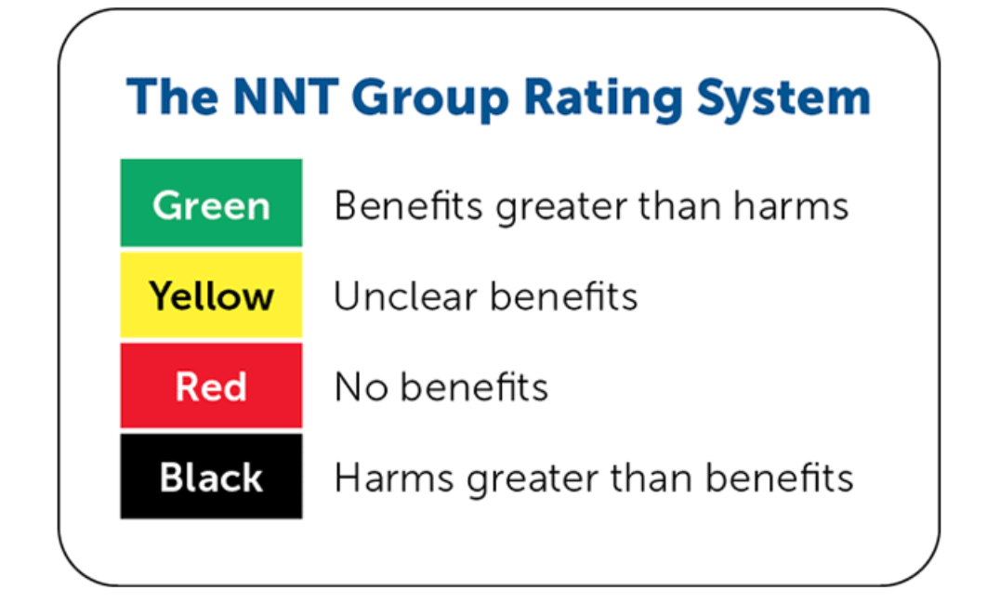 The NNT Group Rating System
Green Benefits greater than harms
Yellow Unclear benefits
Red No benefits
Black Harms greater than benefits